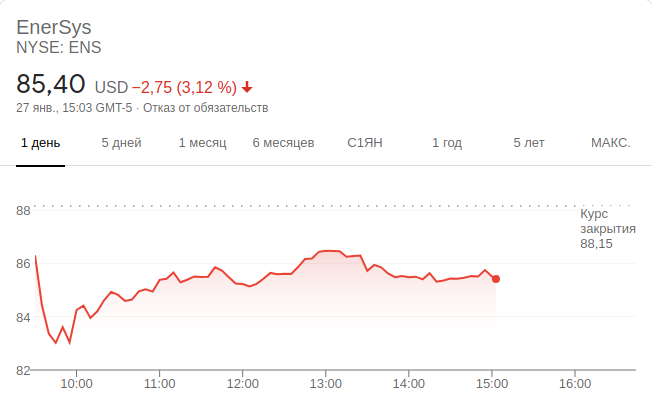 EnerSys
NYSE: ENS
85,40 USD −2,75 (3,12 %)
27 янв., 15:03 GMT-5 · Отказ от обязательств
1 день 5 дней 1 месяц 6 месяцев С1ЯН 1 год 5 лет МАКС.
88
Курс
закрытия
88,15
86
84
82
10:00 11:00 12:00 13:00 14:00 15:00 16:00